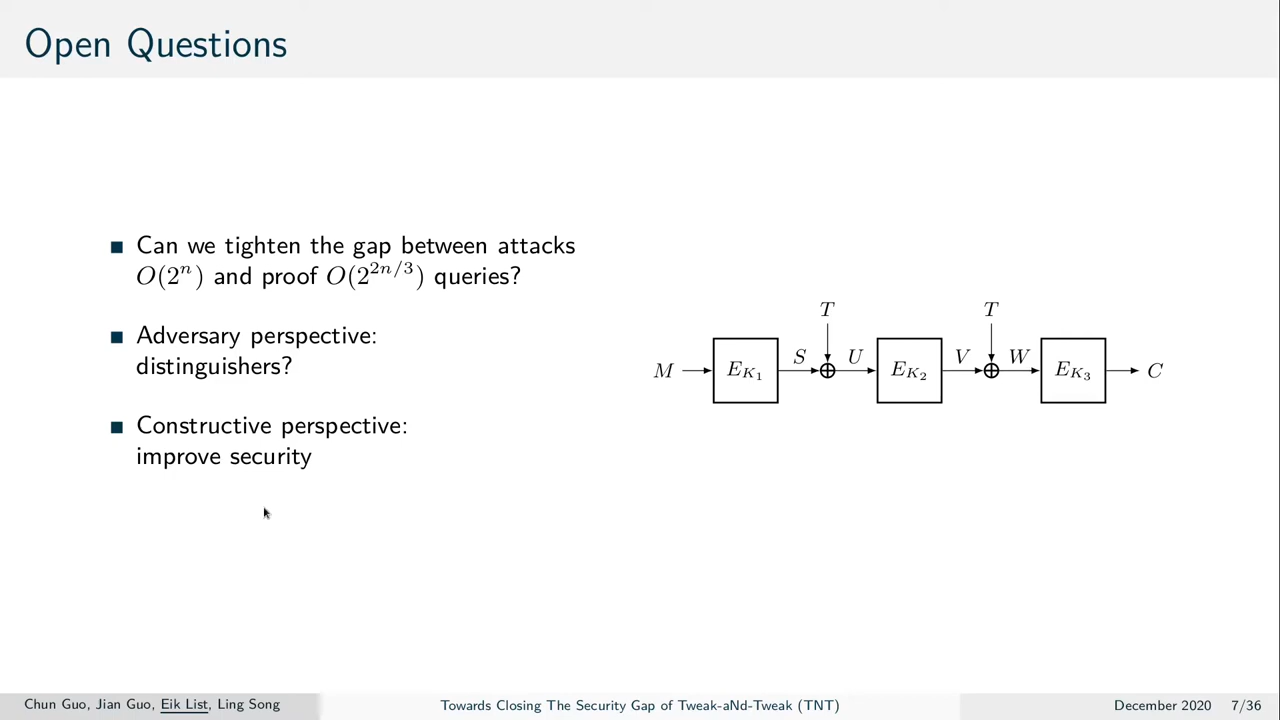 Open Questions
Can we tighten the gap between attacks
O(2^n) and proof O(2^{2n/3}) queries?
Adversary perspective:
distinguishers?
Constructive perspective:
improve security
T T
M E_{K_1} S ⊕ U E_{K_2} V ⊕ W E_{K_3} C
Chun Guo, Jian Guo, Eik List, Ling Song Towards Closing The Security Gap of Tweak-aNd-Tweak (TNT) December 2020 7/36